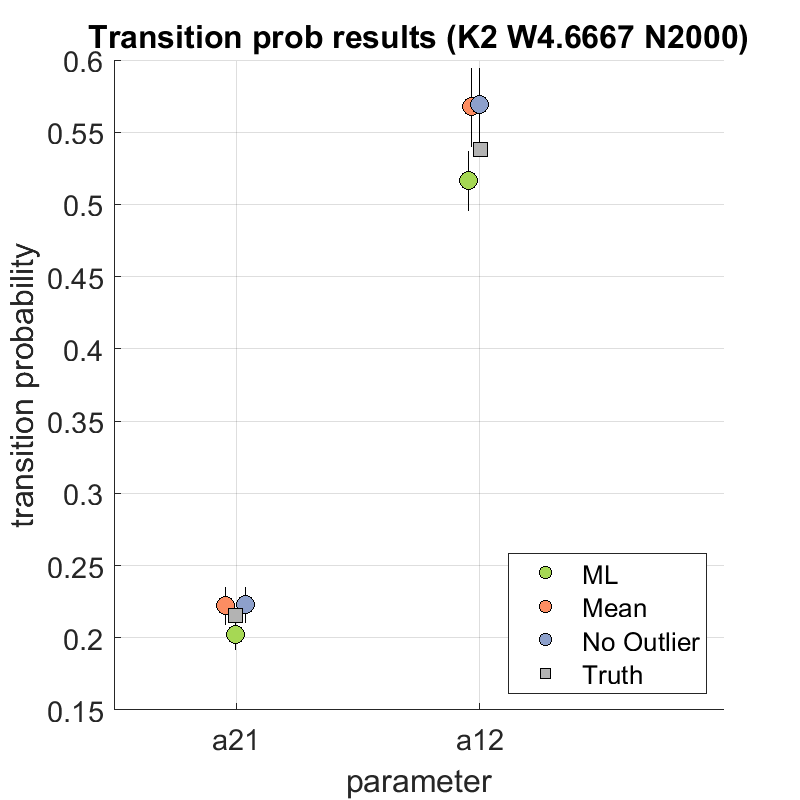 Transition prob results (K2 W4.6667 N2000)
0.6
0.55
0.5
0.45
0.4
0.35
0.3
0.25
0.2
0.15
transition probability
a21
a12
parameter
ML
Mean
No Outlier
Truth